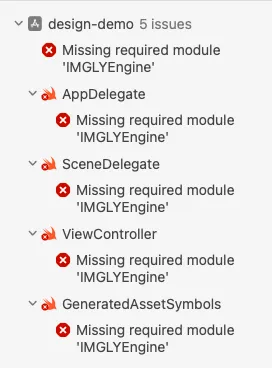 design-demo 5 issues
Missing required module
'IMGLYEngine'
AppDelegate
Missing required module
'IMGLYEngine'
SceneDelegate
Missing required module
'IMGLYEngine'
ViewController
Missing required module
'IMGLYEngine'
GeneratedAssetSymbols
Missing required module
'IMGLYEngine'